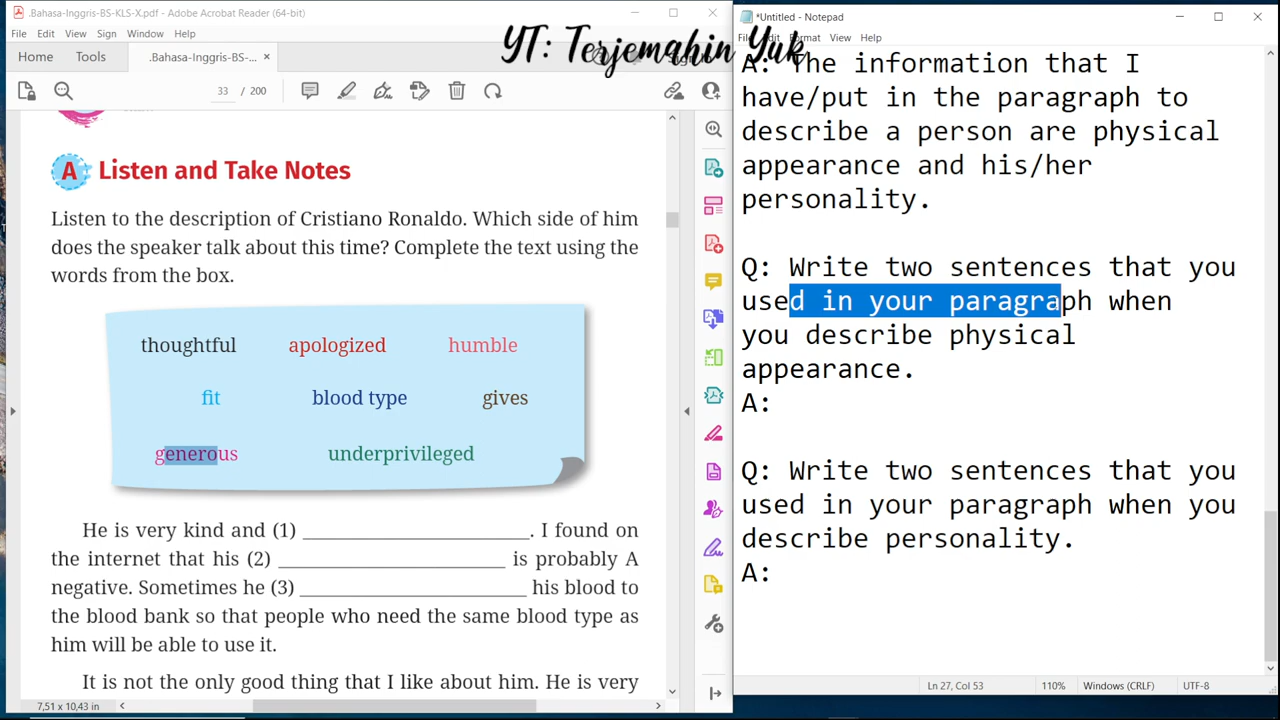 .Bahasa-Inggris-BS-KLS-X.pdf - Adobe Acrobat Reader (64-bit)
File Edit View Sign Window Help
Home Tools .Bahasa-Inggris-BS-... ×
33 / 200
YT: Terjemahin Yuk
A Listen and Take Notes
Listen to the description of Cristiano Ronaldo. Which side of him
does the speaker talk about this time? Complete the text using the
words from the box.
thoughtful apologized humble
fit blood type gives
generous underprivileged
He is very kind and (1) ______________________. I found on
the internet that his (2) ______________________ is probably A
negative. Sometimes he (3) ______________________ his blood to
the blood bank so that people who need the same blood type as
him will be able to use it.
It is not the only good thing that I like about him. He is very
7,51 x 10,43 in
*Untitled - Notepad
File Edit Format View Help
A: The information that I
have/put in the paragraph to
describe a person are physical
appearance and his/her
personality.
Q: Write two sentences that you
used in your paragraph when
you describe physical
appearance.
A:
Q: Write two sentences that you
used in your paragraph when you
describe personality.
A:
Ln 27, Col 53 110% Windows (CRLF) UTF-8